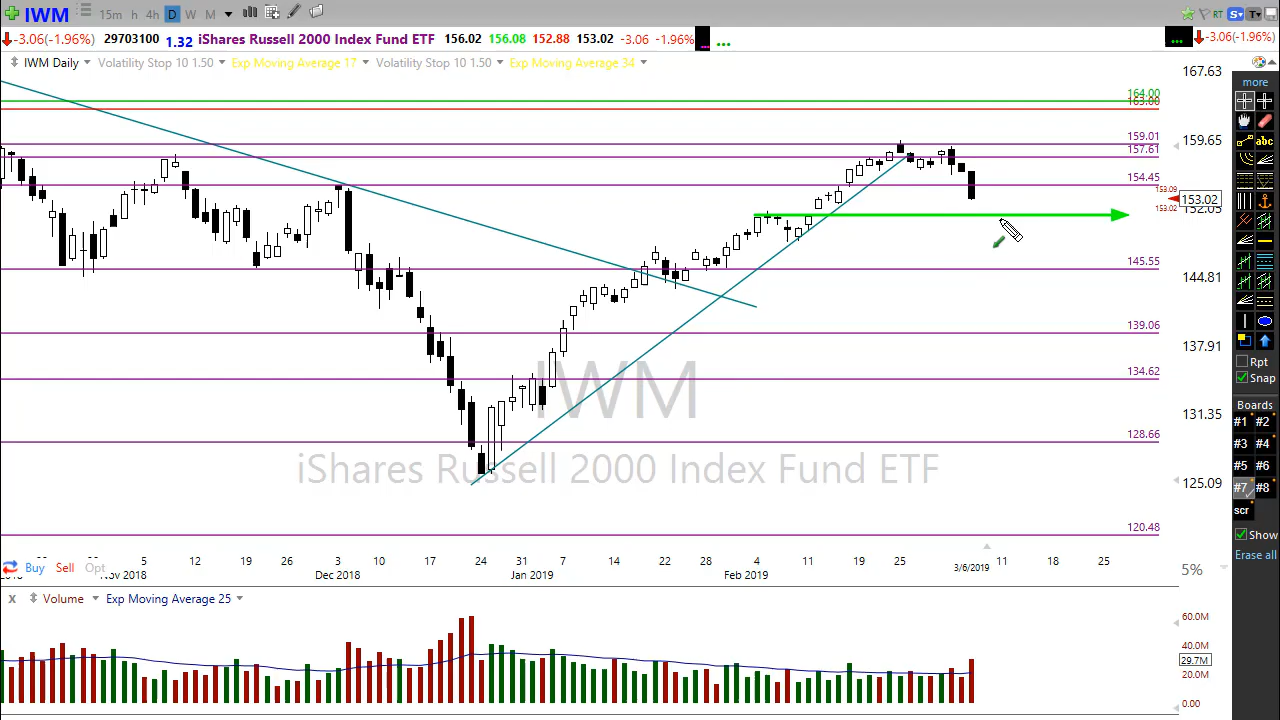 IWM 15m h 4h D W M RT S T
-3.06(-1.96%) 29703100 1.32 iShares Russell 2000 Index Fund ETF 156.02 156.08 152.88 153.02 -3.06 -1.96% -3.06(-1.96%)
IWM Daily Volatility Stop 10 1.50 Exp Moving Average 17 Volatility Stop 10 1.50 Exp Moving Average 34
167.63
more
164.00
163.80
159.01
159.65
abc
157.61
154.45
153.09
153.02
153.02
152.05
145.55
144.81
139.06
137.91
134.62
131.35
128.66
125.09
120.48
IWM
iShares Russell 2000 Index Fund ETF
Rpt
Snap
Boards
#1 #2
#3 #4
#5 #6
#7 #8
scr
Show
Erase all
5 12 19 26 3 10 17 24 31 7 14 22 28 4 11 19 25 3/6/2019 11 18 25
2018 Nov 2018 Dec 2018 Jan 2019 Feb 2019
Buy Sell Opt
5%
x Volume Exp Moving Average 25
60.0M
40.0M
29.7M
20.0M
0.00